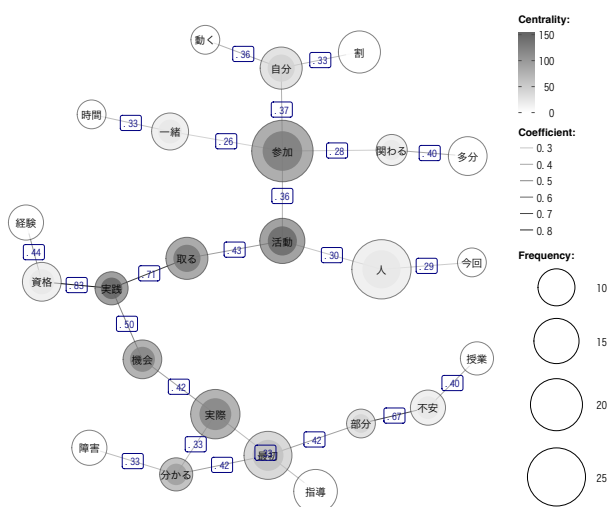 動く
.36
自分
.33
割
.37
時間
.33
一緒
.26
参加
.28
関わる
.40
多分
.36
経験
.44
資格
.83
実践
.71
取る
.43
活動
.30
人
.29
今回
.50
機会
.42
実際
.33
障害
.33
分かる
.42
最初
.33
指導
.42
部分
.67
不安
.40
授業
Centrality:
150
100
50
0
Coefficient:
0.3
0.4
0.5
0.6
0.7
0.8
Frequency:
10
15
20
25